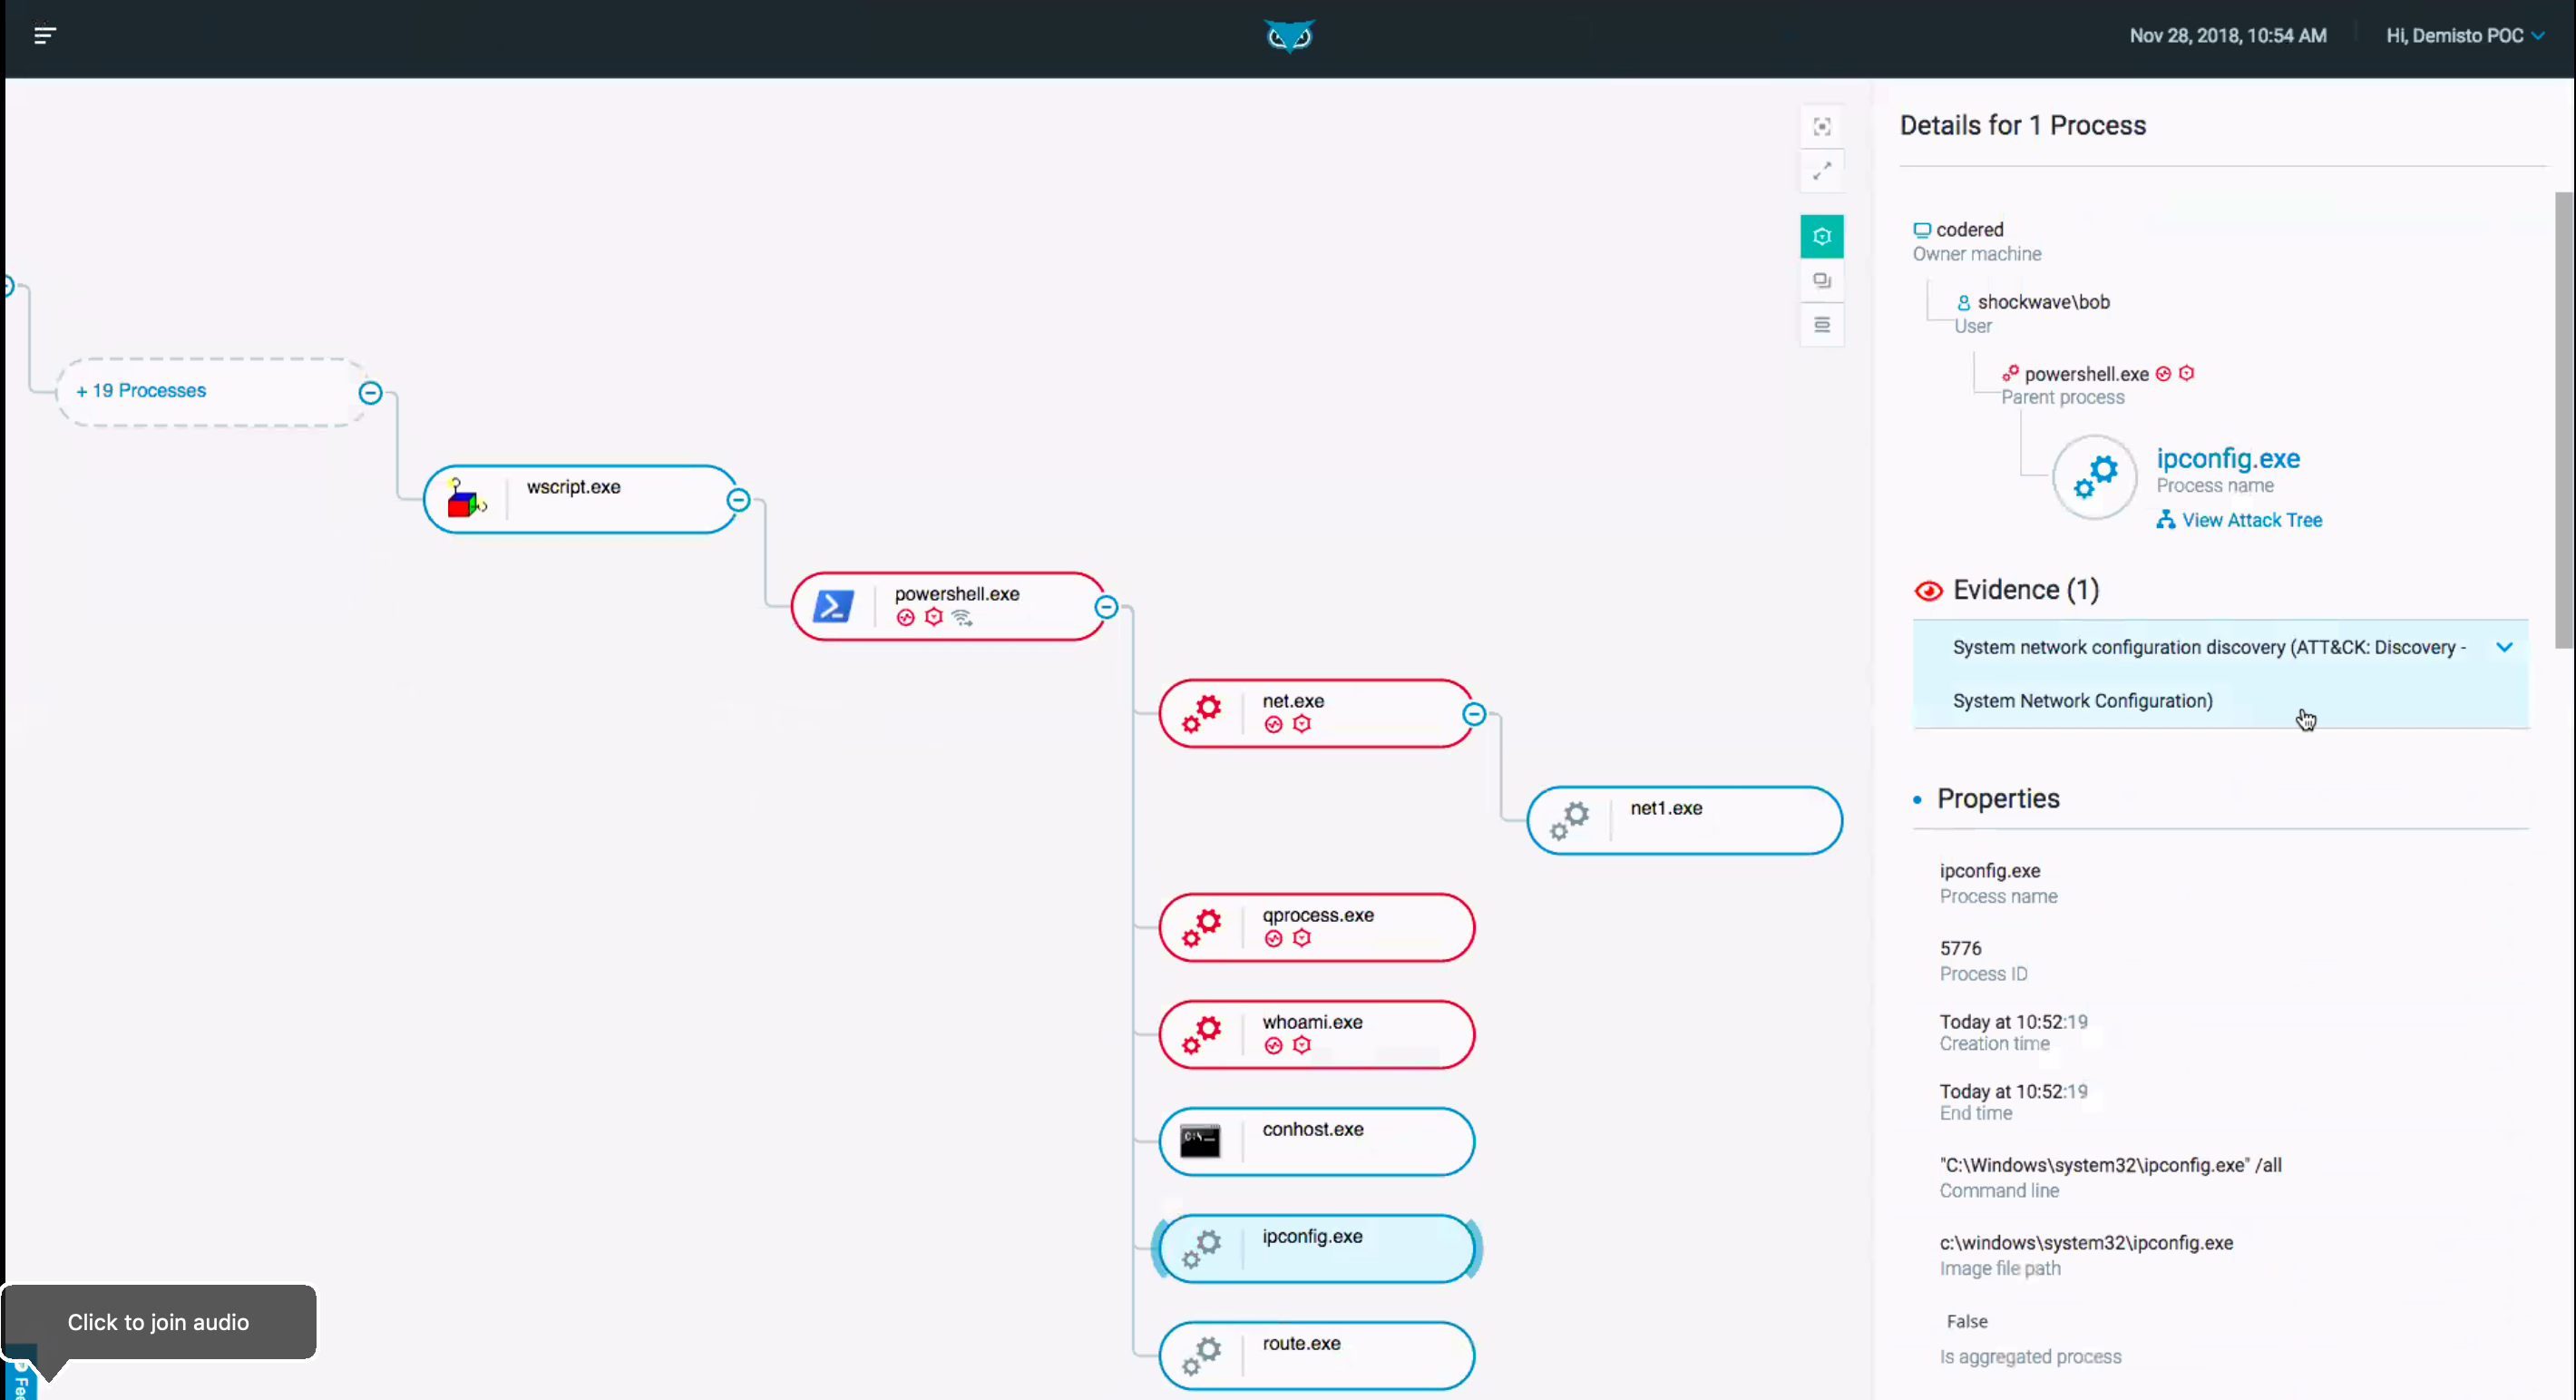 Nov 28, 2018, 10:54 AM
Hi, Demisto POC
+ 19 Processes
wscript.exe
powershell.exe
net.exe
net1.exe
qprocess.exe
whoami.exe
conhost.exe
ipconfig.exe
route.exe
Click to join audio
Fee
Details for 1 Process
codered
Owner machine
shockwave\bob
User
powershell.exe
Parent process
ipconfig.exe
Process name
View Attack Tree
Evidence (1)
System network configuration discovery (ATT&CK: Discovery -
System Network Configuration)
Properties
ipconfig.exe
Process name
5776
Process ID
Today at 10:52:19
Creation time
Today at 10:52:19
End time
"C:\Windows\system32\ipconfig.exe" /all
Command line
c:\windows\system32\ipconfig.exe
Image file path
False
Is aggregated process